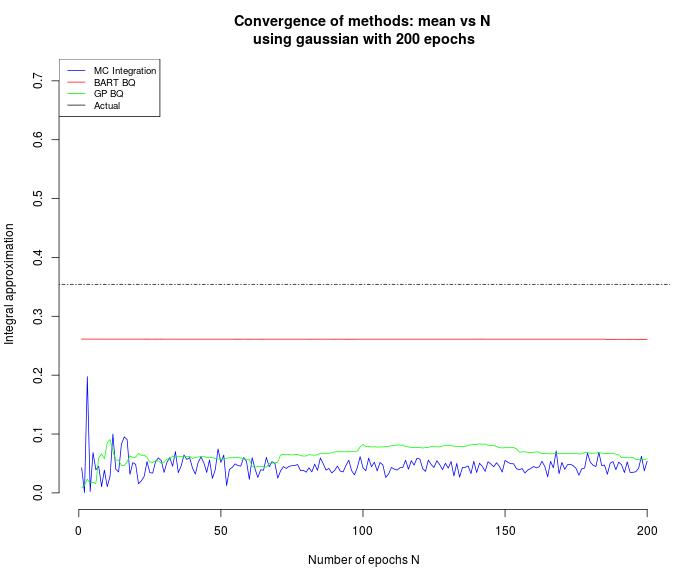 Convergence of methods: mean vs N
using gaussian with 200 epochs
MC Integration
BART BQ
GP BQ
Actual
Integral approximation
0.7
0.6
0.5
0.4
0.3
0.2
0.1
0.0
0 50 100 150 200
Number of epochs N